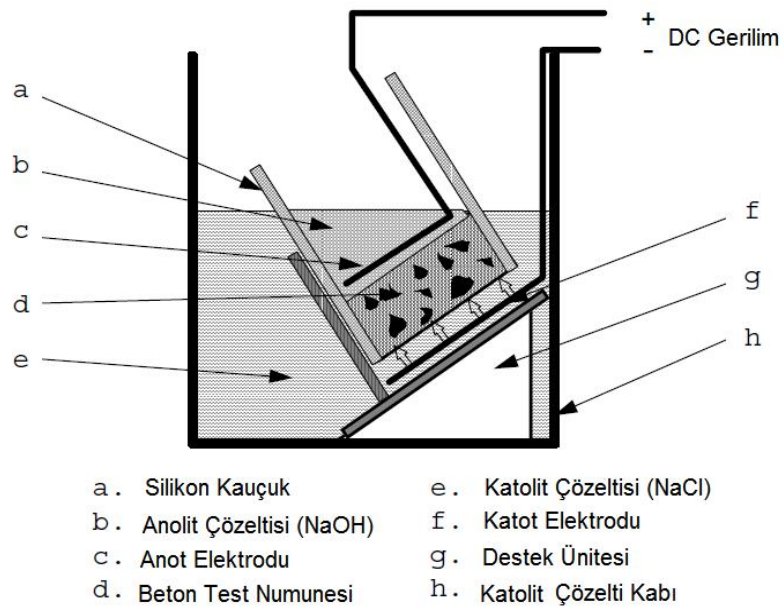 +
DC Gerilim
-
a
b
c
d
e
f
g
h
a. Silikon Kauçuk
b. Anolit Çözeltisi (NaOH)
c. Anot Elektrodu
d. Beton Test Numunesi
e. Katolit Çözeltisi (NaCl)
f. Katot Elektrodu
g. Destek Ünitesi
h. Katolit Çözelti Kabı